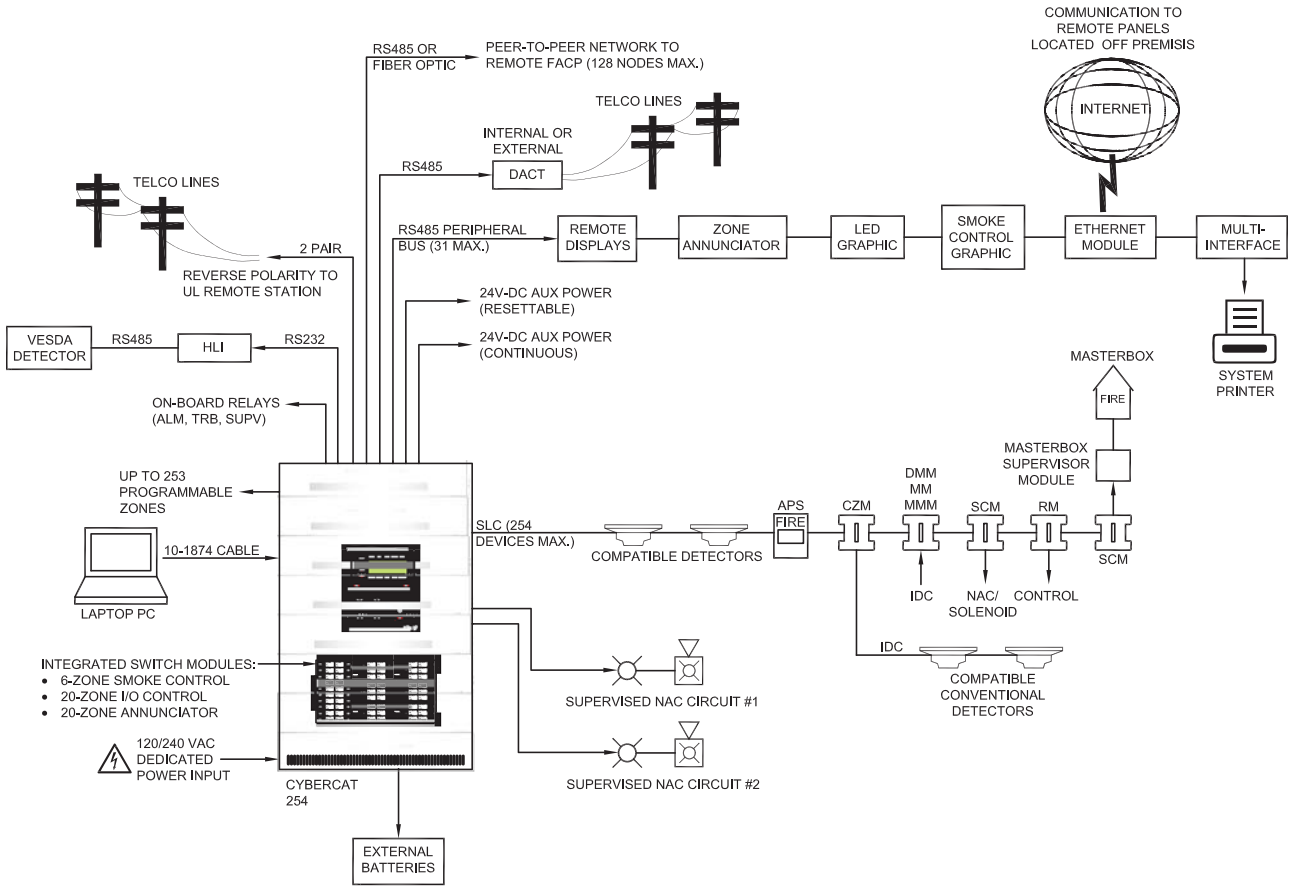 COMMUNICATION TO
REMOTE PANELS
LOCATED OFF PREMISIS
INTERNET
RS485 OR
FIBER OPTIC
PEER-TO-PEER NETWORK TO
REMOTE FACP (128 NODES MAX.)
TELCO LINES
INTERNAL OR
EXTERNAL
RS485
DACT
TELCO LINES
RS485 PERIPHERAL
BUS (31 MAX.)
REMOTE
DISPLAYS
ZONE
ANNUNCIATOR
LED
GRAPHIC
SMOKE
CONTROL
GRAPHIC
ETHERNET
MODULE
MULTI-
INTERFACE
2 PAIR
REVERSE POLARITY TO
UL REMOTE STATION
24V-DC AUX POWER
(RESETTABLE)
24V-DC AUX POWER
(CONTINUOUS)
VESDA
DETECTOR
RS485
HLI
RS232
SYSTEM
PRINTER
MASTERBOX
FIRE
ON-BOARD RELAYS
(ALM, TRB, SUPV)
MASTERBOX
SUPERVISOR
MODULE
UP TO 253
PROGRAMMABLE
ZONES
SLC (254
DEVICES MAX.)
COMPATIBLE DETECTORS
APS
FIRE
CZM
DMM
MM
MMM
SCM
RM
SCM
10-1874 CABLE
LAPTOP PC
IDC
NAC/
SOLENOID
CONTROL
IDC
COMPATIBLE
CONVENTIONAL
DETECTORS
INTEGRATED SWITCH MODULES:
• 6-ZONE SMOKE CONTROL
• 20-ZONE I/O CONTROL
• 20-ZONE ANNUNCIATOR
SUPERVISED NAC CIRCUIT #1
120/240 VAC
DEDICATED
POWER INPUT
SUPERVISED NAC CIRCUIT #2
CYBERCAT
254
EXTERNAL
BATTERIES